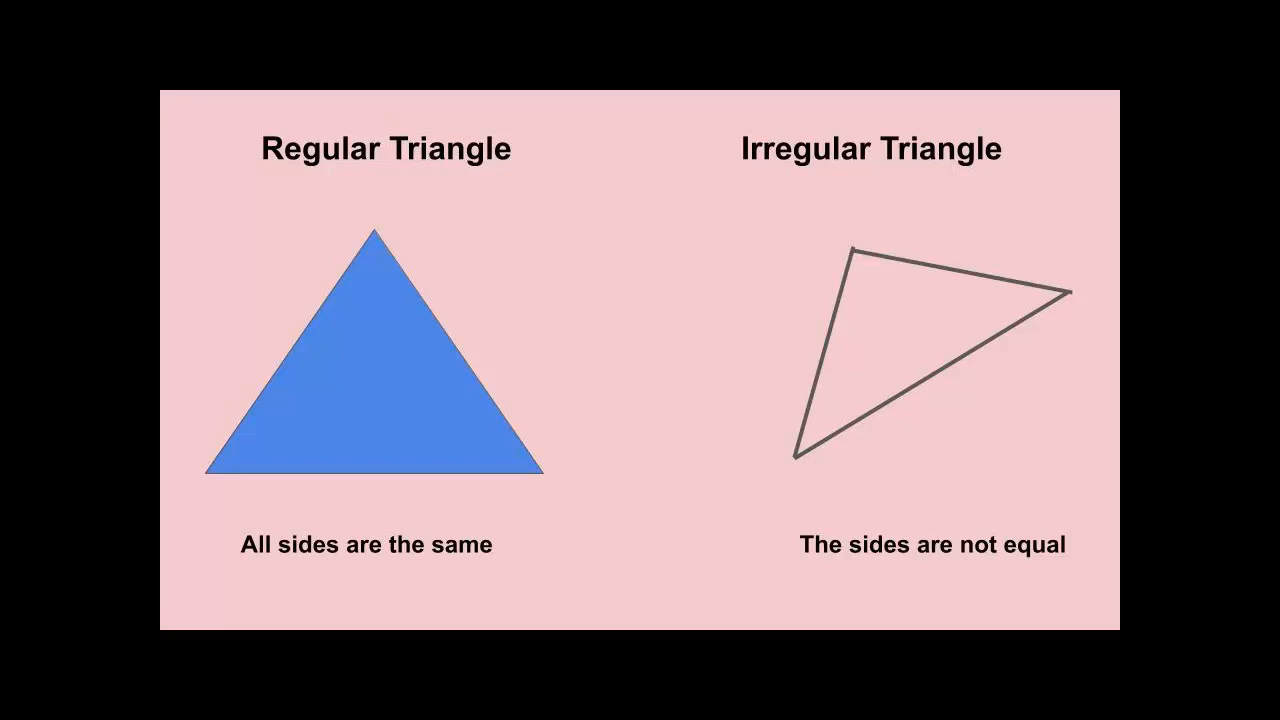 Regular Triangle
Irregular Triangle
All sides are the same
The sides are not equal